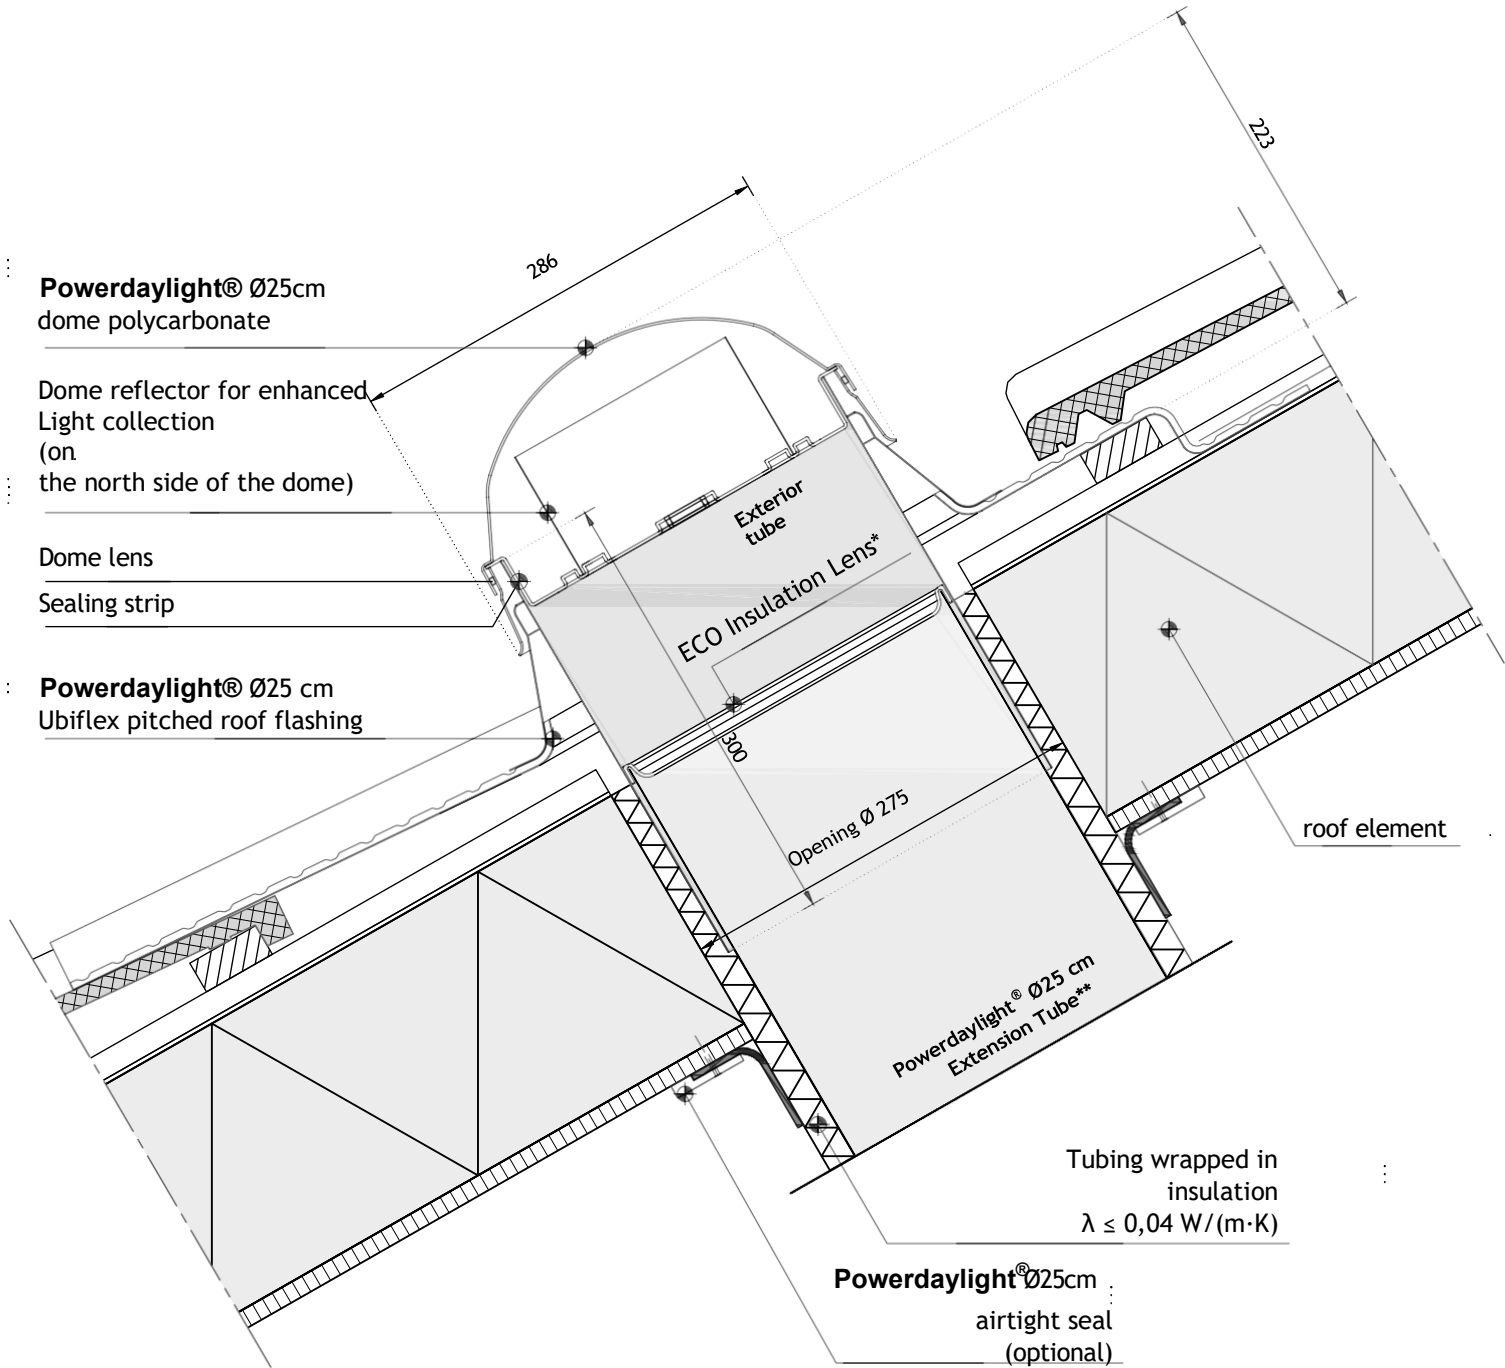 223
286
Powerdaylight® Ø25cm
dome polycarbonate
Dome reflector for enhanced
Light collection
(on
the north side of the dome)
Exterior
tube
ECO Insulation Lens*
Dome lens
Sealing strip
Powerdaylight® Ø25 cm
Ubiflex pitched roof flashing
300
Opening Ø 275
roof element
Powerdaylight® Ø25 cm
Extension Tube**
Tubing wrapped in
insulation
λ ≤ 0,04 W/(m·K)
Powerdaylight®Ø25cm
airtight seal
(optional)